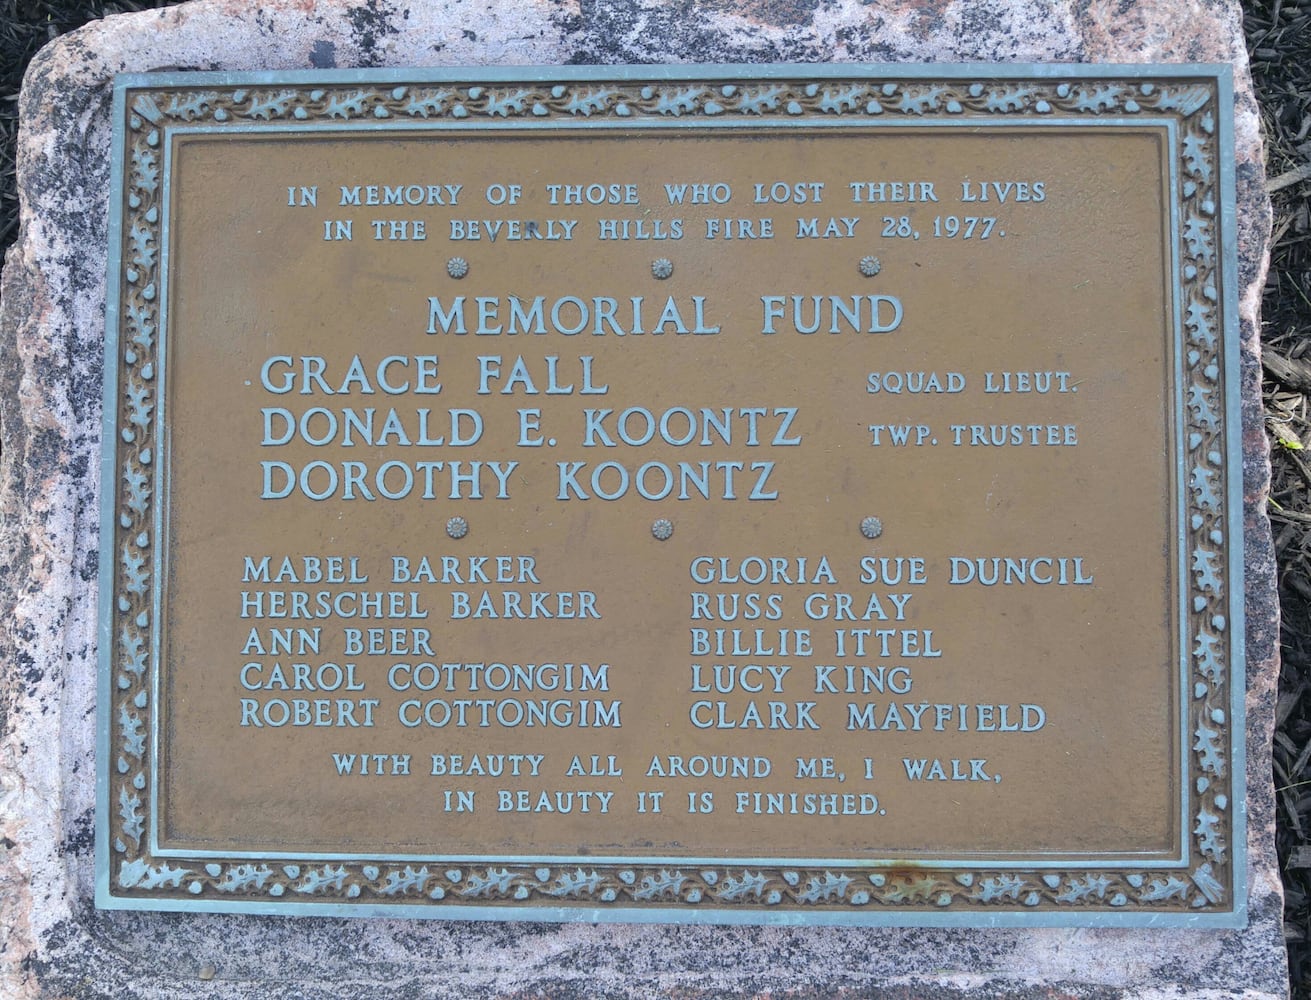 IN MEMORY OF THOSE WHO LOST THEIR LIVES
IN THE BEVERLY HILLS FIRE MAY 28, 1977.
MEMORIAL FUND
GRACE FALL SQUAD LIEUT.
DONALD E. KOONTZ TWP. TRUSTEE
DOROTHY KOONTZ
MABEL BARKER
HERSCHEL BARKER
ANN BEER
CAROL COTTONGIM
ROBERT COTTONGIM
GLORIA SUE DUNCIL
RUSS GRAY
BILLIE ITTEL
LUCY KING
CLARK MAYFIELD
WITH BEAUTY ALL AROUND ME, I WALK,
IN BEAUTY IT IS FINISHED.